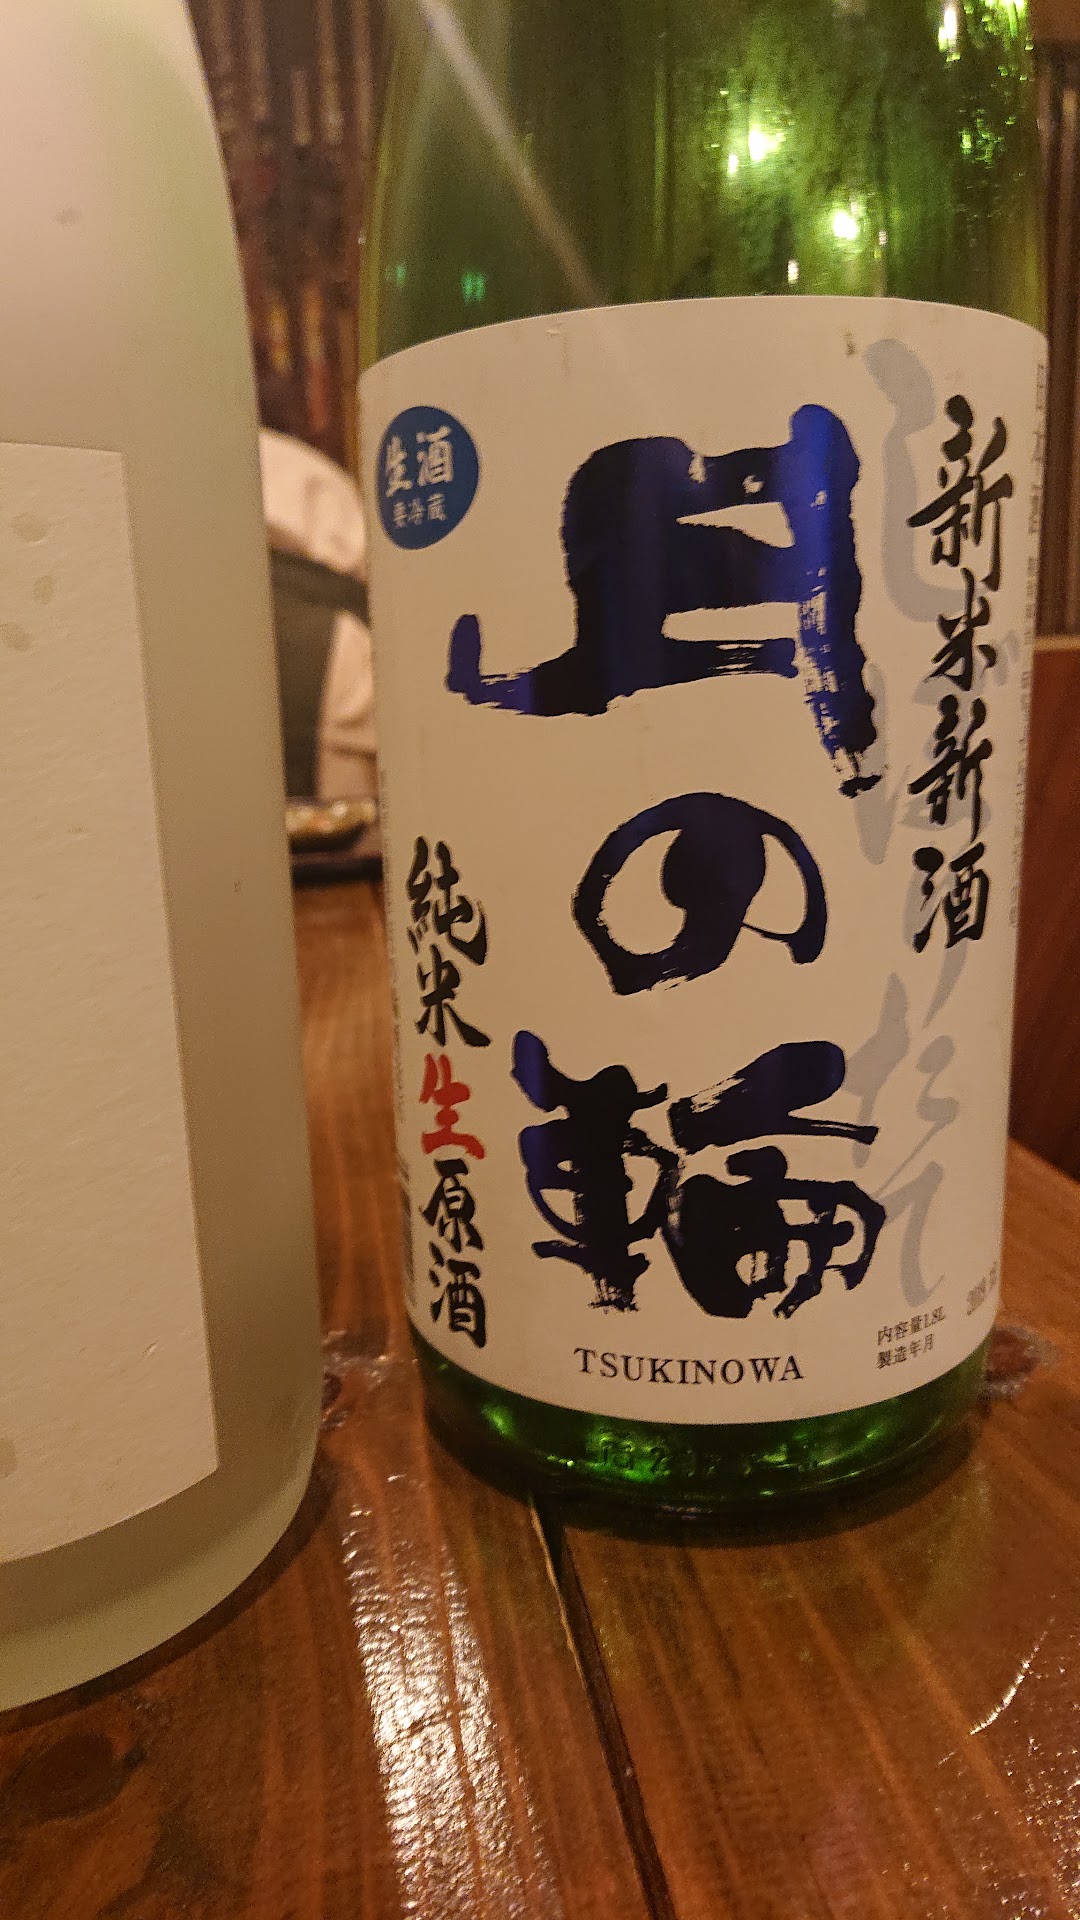 新米新酒
しぼりたて
月の輪
TSUKINOWA
生酒
要冷蔵
純米生原酒
内容量1.8L
製造年月